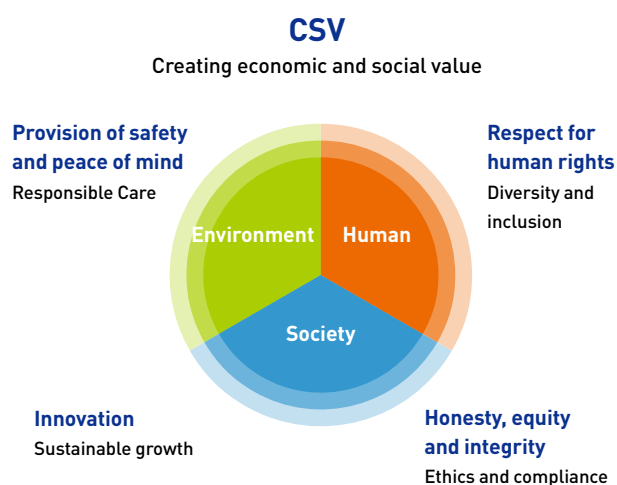 CSV
Creating economic and social value
Provision of safety
and peace of mind
Responsible Care
Respect for
human rights
Diversity and
inclusion
Environment
Human
Society
Innovation
Sustainable growth
Honesty, equity
and integrity
Ethics and compliance